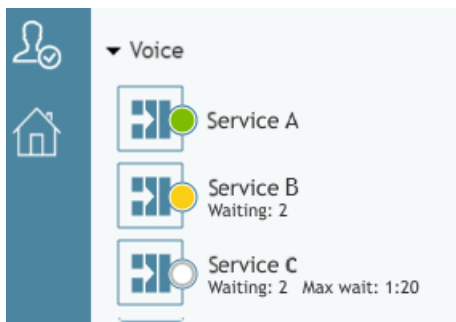 Voice
Service A
Service B
Waiting: 2
Service C
Waiting: 2 Max wait: 1:20